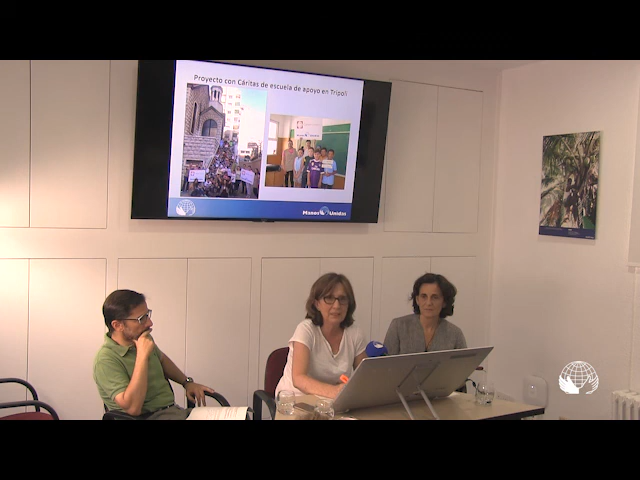 Proyecto con Cáritas de escuela de apoyo en Trípoli
Manos Unidas